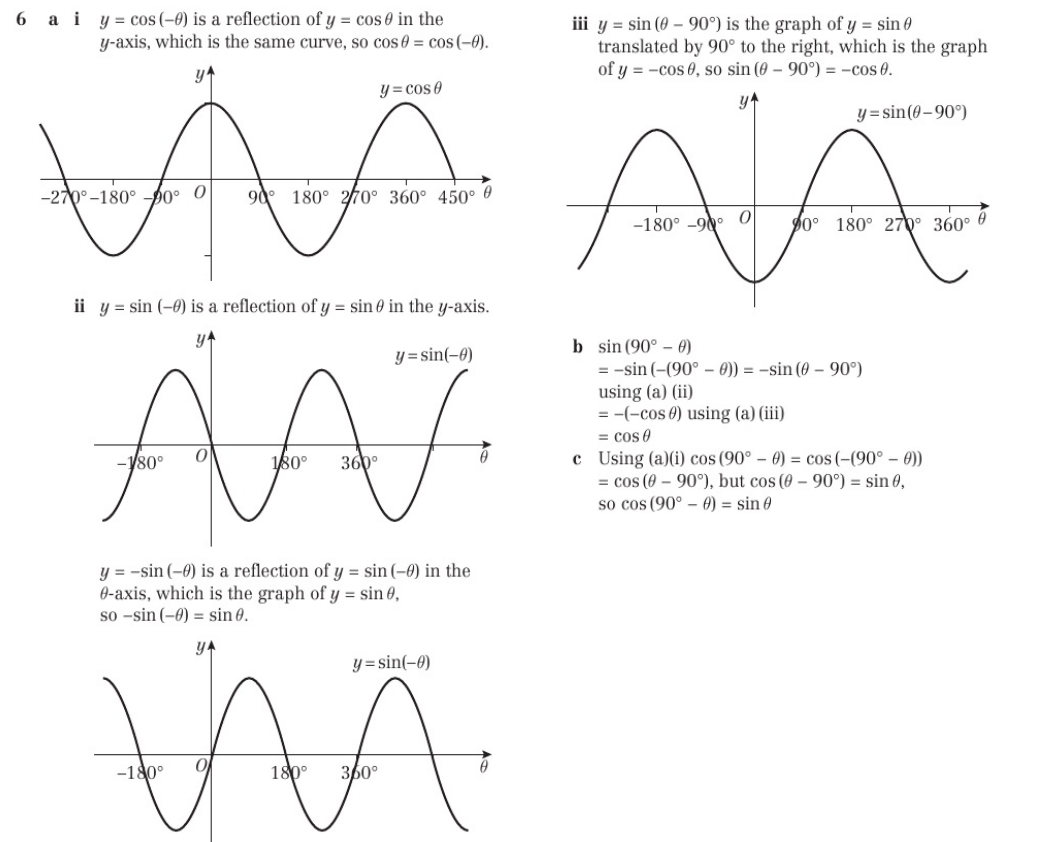 6 a i y = cos (−θ) is a reflection of y = cos θ in the
y-axis, which is the same curve, so cos θ = cos (−θ).
y
y = cos θ
−270° −180° −90° O 90° 180° 270° 360° 450° θ
ii y = sin (−θ) is a reflection of y = sin θ in the y-axis.
y
y = sin(−θ)
−180° O 180° 360° θ
y = −sin (−θ) is a reflection of y = sin (−θ) in the
θ-axis, which is the graph of y = sin θ,
so −sin (−θ) = sin θ.
y
y = sin(−θ)
−180° O 180° 360° θ
iii y = sin (θ − 90°) is the graph of y = sin θ
translated by 90° to the right, which is the graph
of y = −cos θ, so sin (θ − 90°) = −cos θ.
y
y = sin(θ − 90°)
−180° −90° O 90° 180° 270° 360° θ
b sin (90° − θ)
= −sin (−(90° − θ)) = −sin (θ − 90°)
using (a) (ii)
= −(−cos θ) using (a) (iii)
= cos θ
c Using (a)(i) cos (90° − θ) = cos (−(90° − θ))
= cos (θ − 90°), but cos (θ − 90°) = sin θ,
so cos (90° − θ) = sin θ